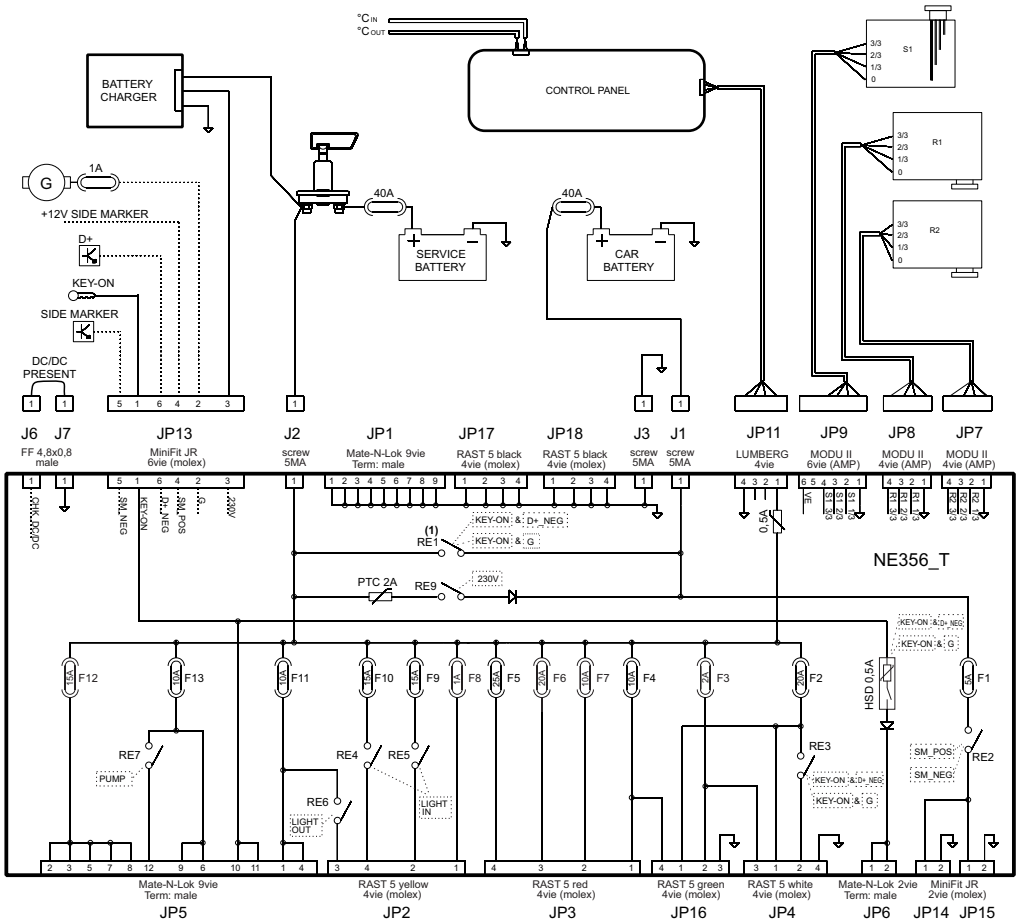 °C IN
°C OUT
BATTERY
CHARGER
CONTROL PANEL
3/3
2/3
1/3
0
S1
3/3
2/3
1/3
0
R1
3/3
2/3
1/3
0
R2
G
1A
+12V SIDE MARKER
D+
KEY-ON
SIDE MARKER
DC/DC
PRESENT
40A
+ −
SERVICE
BATTERY
40A
+ −
CAR
BATTERY
1 1 5 1 6 4 2 3 1 1 1
J6 J7 JP13 J2 JP1 JP17 JP18 J3 J1 JP11 JP9 JP8 JP7
FF 4,8x0,8
male
MiniFit JR
6vie (molex)
screw
5MA
Mate-N-Lok 9vie
Term: male
RAST 5 black
4vie (molex)
RAST 5 black
4vie (molex)
screw
5MA
screw
5MA
LUMBERG
4vie
MODU II
6vie (AMP)
MODU II
4vie (AMP)
MODU II
4vie (AMP)
1 1 5 1 6 4 2 3 1 1 2 3 4 5 6 7 8 9 1 2 3 4 1 2 3 4 1 1 4 3 2 1 6 5 4 3 2 1 4 3 2 1 4 3 2 1
CHK_DC/DC
SM_NEG
KEY-ON
D+_NEG
SM_POS
G
230V
0,5A
VE
S1 3/3
S1 2/3
S1 1/3
R1 3/3
R1 2/3
R1 1/3
R2 3/3
R2 2/3
R2 1/3
NE356_T
(1)
RE1
KEY-ON & D+_NEG
KEY-ON & G
PTC 2A
RE9
230V
KEY-ON & D+_NEG
KEY-ON & G
HSD 0,5A
15A F12
10A F13
10A F11
15A F10
15A F9
1A F8
25A F5
20A F6
10A F7
10A F4
2A F3
20A F2
5A F1
RE7
PUMP
RE6
LIGHT
OUT
RE4
RE5
LIGHT
IN
RE3
KEY-ON & D+_NEG
KEY-ON & G
SM_POS
SM_NEG
RE2
2 3 5 7 8 12 9 6 10 11 1 4 3 4 2 1 4 3 2 1 4 1 2 3 3 1 2 4 1 2 1 2 1 2
Mate-N-Lok 9vie
Term: male
JP5
RAST 5 yellow
4vie (molex)
JP2
RAST 5 red
4vie (molex)
JP3
RAST 5 green
4vie (molex)
JP16
RAST 5 white
4vie (molex)
JP4
Mate-N-Lok 2vie
Term: male
JP6
MiniFit JR
2vie (molex)
JP14 JP15